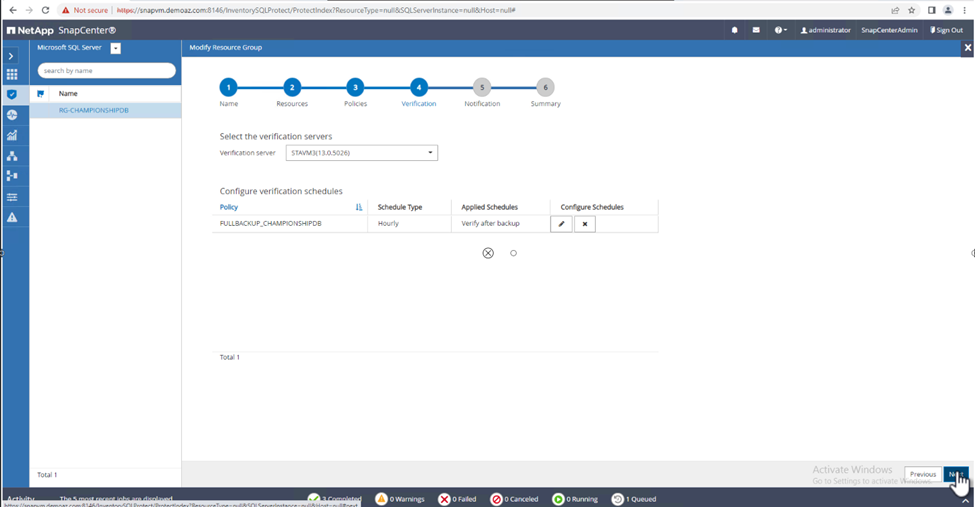 Not secure https://snapvm.demoaz.com:8146/InventorySQLProtect/ProtectIndex?ResourceType=null&SQLServerInstance=null&Host=null#
NetApp SnapCenter®
administrator SnapCenterAdmin Sign Out
Microsoft SQL Server
Modify Resource Group
search by name
Name
RG-CHAMPIONSHIPDB
1 2 3 4 5 6
Name Resources Policies Verification Notification Summary
Select the verification servers
Verification server STAVM3(13.0.5026)
Configure verification schedules
Policy Schedule Type Applied Schedules Configure Schedules
FULLBACKUP_CHAMPIONSHIPDB Hourly Verify after backup
Total 1
Total 1
Activate Windows
Go to Settings to activate Windows.
Previous
Activity The 5 most recent jobs are displayed 3 Completed 0 Warnings 0 Failed 0 Canceled 0 Running 1 Queued
https://snapvm.demoaz.com:8146/InventorySQLProtect/ProtectIndex?ResourceType=null&SQLServerInstance=null&Host=null#next